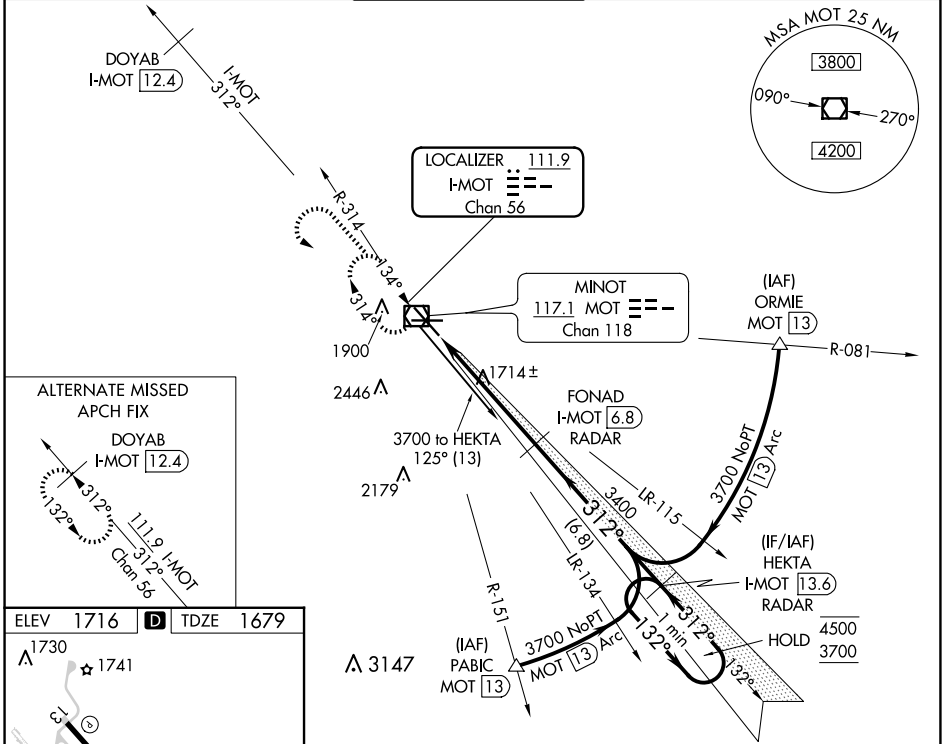 DOYAB
I-MOT 12.4
I-MOT
312°
MSA MOT 25 NM
3800
090°
270°
4200
LOCALIZER 111.9
I-MOT
Chan 56
R-314
134°
314°
MINOT
117.1 MOT
Chan 118
(IAF)
ORMIE
MOT 13
R-081
1900
2446
1714±
3700 to HEKTA
125° (13)
FONAD
I-MOT 6.8
RADAR
2179
3700 NoPT
MOT 13 Arc
LR-115
3400
312°
(6.8)
LR-134
R-151
(IF/IAF)
HEKTA
I-MOT 13.6
RADAR
312°
132°
1 min
HOLD
4500
3700
132°
3700 NoPT
MOT 13 Arc
(IAF)
PABIC
MOT 13
3147
ALTERNATE MISSED
APCH FIX
DOYAB
I-MOT 12.4
312°
132°
111.9 I-MOT
312°
Chan 56
ELEV 1716 D TDZE 1679
1730
1741
13
P